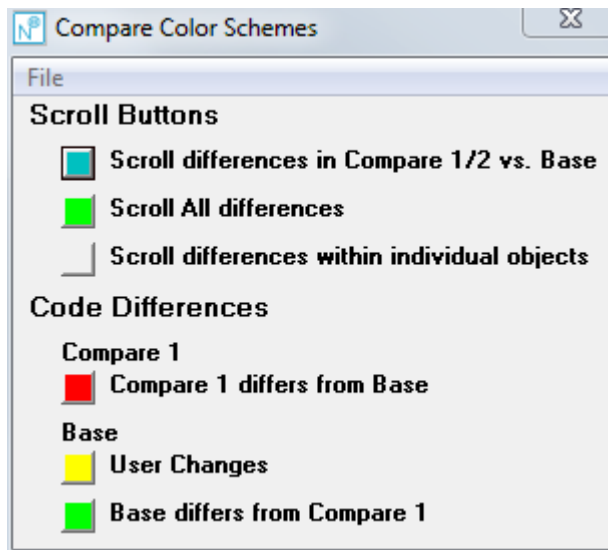 Compare Color Schemes
File
Scroll Buttons
Scroll differences in Compare 1/2 vs. Base
Scroll All differences
Scroll differences within individual objects
Code Differences
Compare 1
Compare 1 differs from Base
Base
User Changes
Base differs from Compare 1